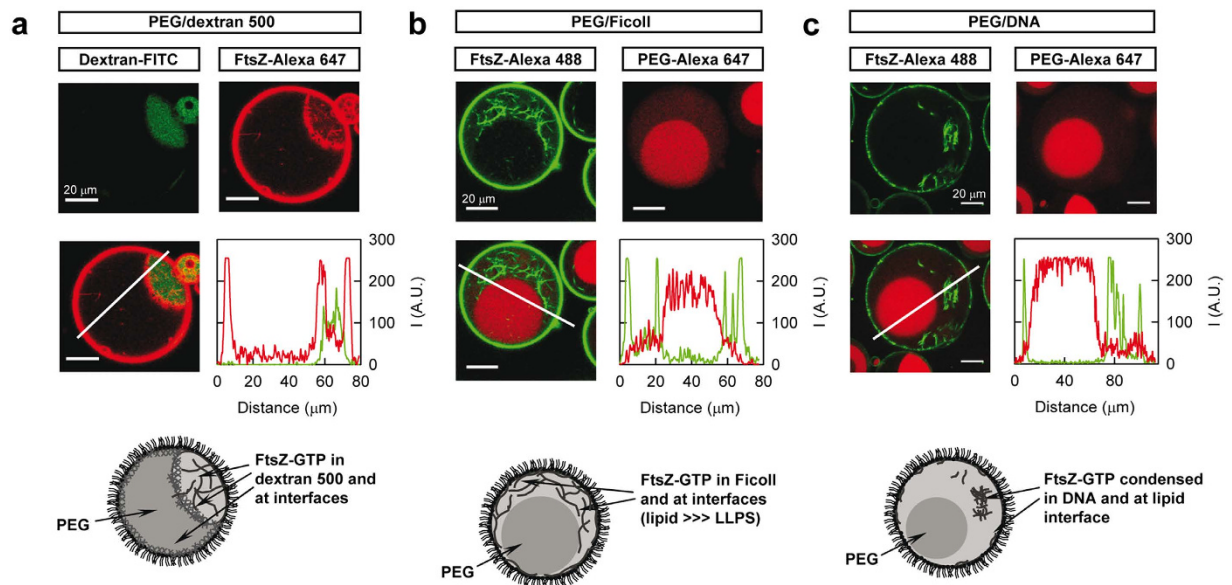 a
PEG/dextran 500
Dextran-FITC
FtsZ-Alexa 647
20 μm
300
200
100
0
I (A.U.)
0 20 40 60 80
Distance (μm)
FtsZ-GTP in
dextran 500 and
at interfaces
PEG
b
PEG/Ficoll
FtsZ-Alexa 488
PEG-Alexa 647
20 μm
300
200
100
0
I (A.U.)
0 20 40 60 80
Distance (μm)
FtsZ-GTP in Ficoll
and at interfaces
(lipid >>> LLPS)
PEG
c
PEG/DNA
FtsZ-Alexa 488
PEG-Alexa 647
20 μm
300
200
100
0
I (A.U.)
0 40 80
Distance (μm)
FtsZ-GTP condensed
in DNA and at lipid
interface
PEG